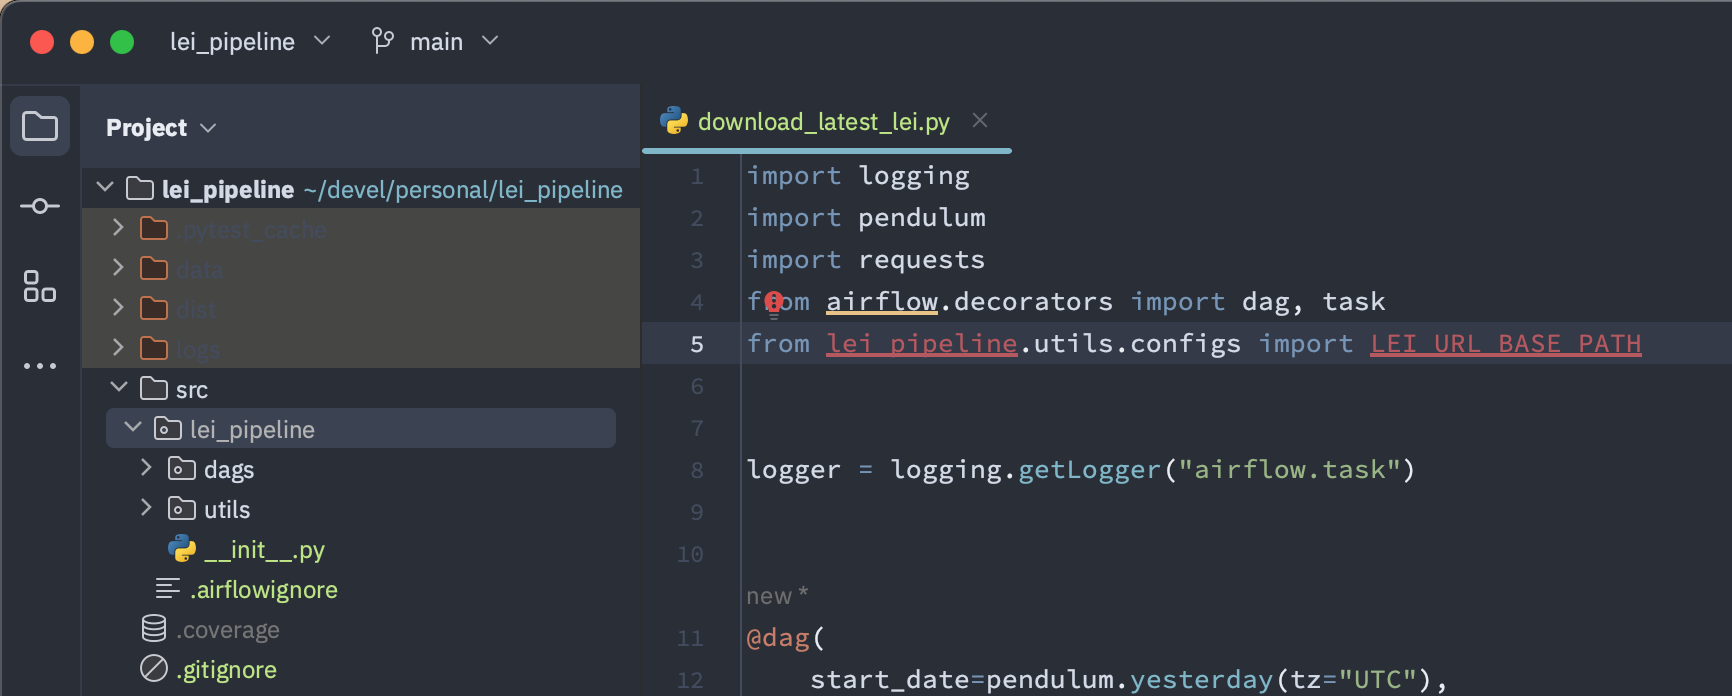 lei_pipeline main
Project
lei_pipeline ~/devel/personal/lei_pipeline
.pytest_cache
data
dist
logs
src
lei_pipeline
dags
utils
__init__.py
.airflowignore
.coverage
.gitignore
download_latest_lei.py
1 import logging
2 import pendulum
3 import requests
4 from airflow.decorators import dag, task
5 from lei_pipeline.utils.configs import LEI_URL_BASE_PATH
6
7
8 logger = logging.getLogger("airflow.task")
9
10
new *
11 @dag(
12 start_date=pendulum.yesterday(tz="UTC"),